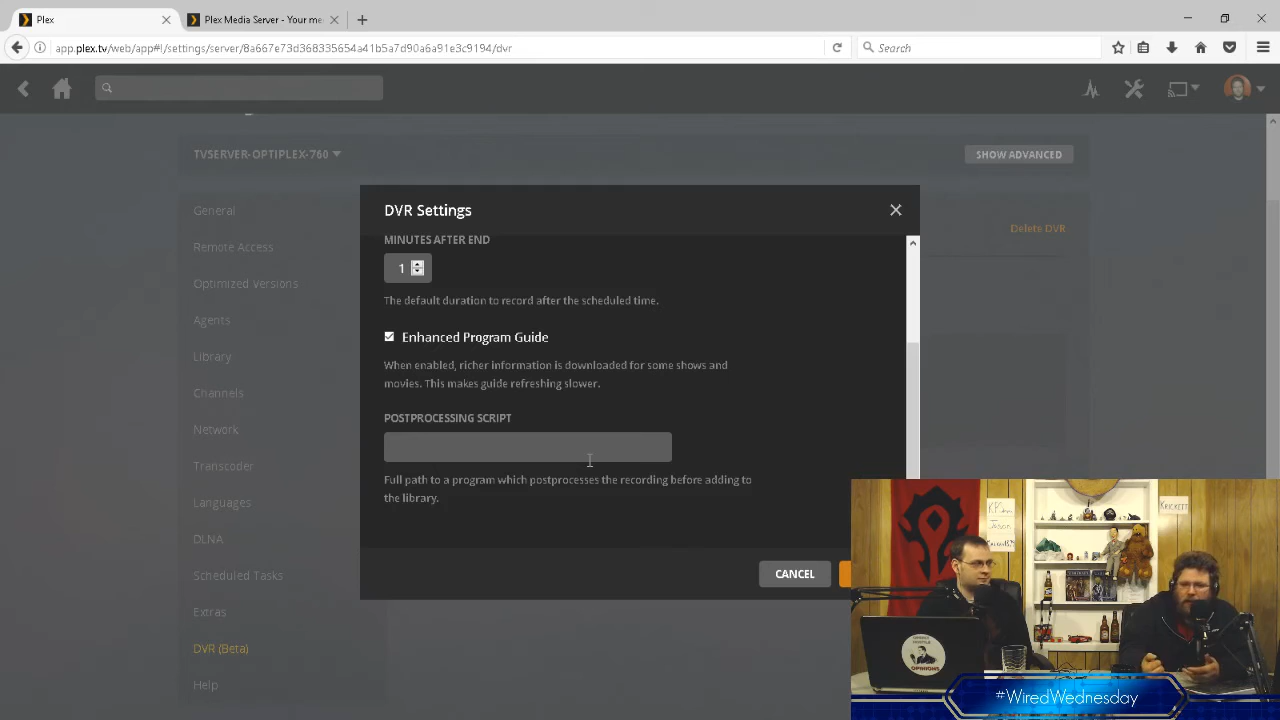 Plex
Plex Media Server - Your me
app.plex.tv/web/app#!/settings/server/8a667e73d368335654a41b5a7d90a6a91e3c9194/dvr
Search
TVSERVER-OPTIPLEX-760
SHOW ADVANCED
General
Remote Access
Optimized Versions
Agents
Library
Channels
Network
Transcoder
Languages
DLNA
Scheduled Tasks
Extras
DVR (Beta)
Help
Delete DVR
DVR Settings
MINUTES AFTER END
1
The default duration to record after the scheduled time.
Enhanced Program Guide
When enabled, richer information is downloaded for some shows and
movies. This makes guide refreshing slower.
POSTPROCESSING SCRIPT
Full path to a program which postprocesses the recording before adding to
the library.
CANCEL
KRICKETT
OPINIONS
#WiredWednesday